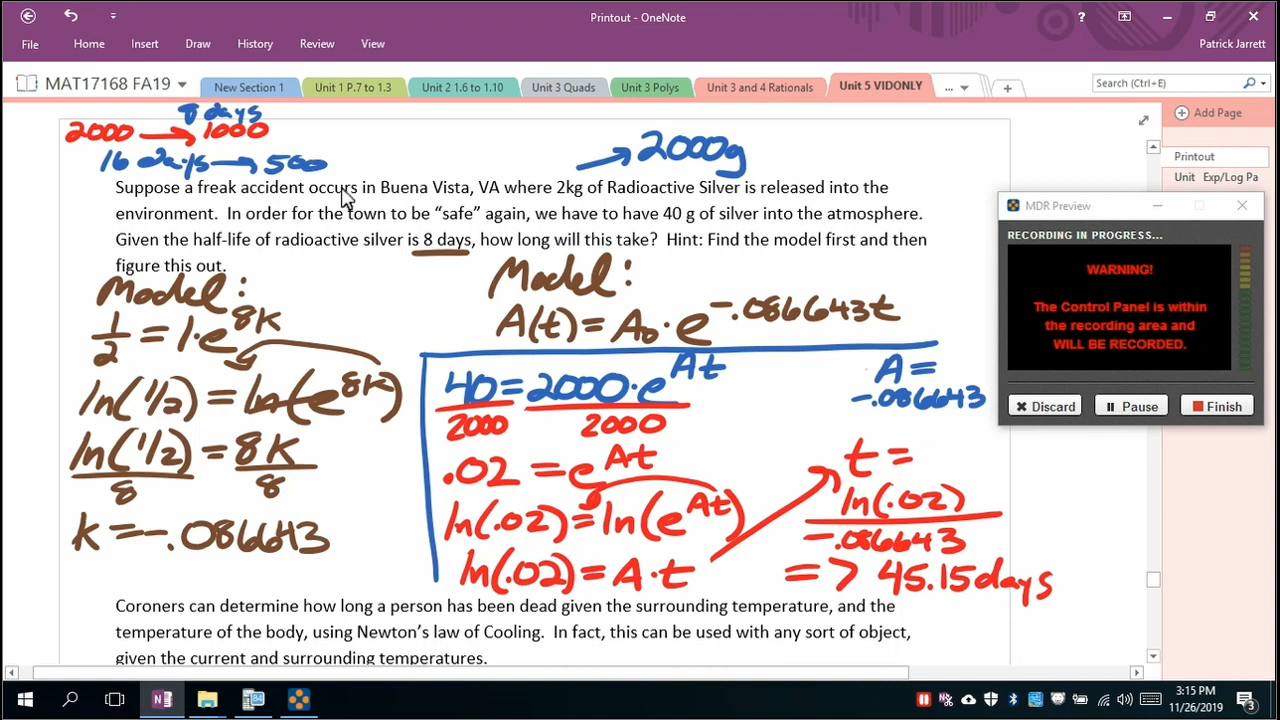 Printout - OneNote
?
File Home Insert Draw History Review View
Patrick Jarrett
MAT17168 FA19
New Section 1
Unit 1 P.7 to 1.3
Unit 2 1.6 to 1.10
Unit 3 Quads
Unit 3 Polys
Unit 3 and 4 Rationals
Unit 5 VIDONLY
...
+
Search (Ctrl+E)
Add Page
Printout
Unit Exp/Log Pa
8 days
2000 → 1000
16 days → 500
→ 2000g
Suppose a freak accident occurs in Buena Vista, VA where 2kg of Radioactive Silver is released into the
environment. In order for the town to be “safe” again, we have to have 40 g of silver into the atmosphere.
Given the half-life of radioactive silver is 8 days, how long will this take? Hint: Find the model first and then
figure this out.
Model:
1/2 = 1·e^8K
ln(1/2) = ln(e^8K)
ln(1/2) = 8K
8 8
k = -.086643
Model:
A(t) = A₀·e^-.086643t
40 = 2000·e^At
2000 2000
.02 = e^At
ln(.02) = ln(e^At)
ln(.02) = A·t
A =
-.086643
t =
ln(.02)
-.086643
=> 45.15 days
Coroners can determine how long a person has been dead given the surrounding temperature, and the
temperature of the body, using Newton’s law of Cooling. In fact, this can be used with any sort of object,
given the current and surrounding temperatures.
MDR Preview
RECORDING IN PROGRESS...
WARNING!
The Control Panel is within
the recording area and
WILL BE RECORDED.
Discard
Pause
Finish
3:15 PM
11/26/2019
3